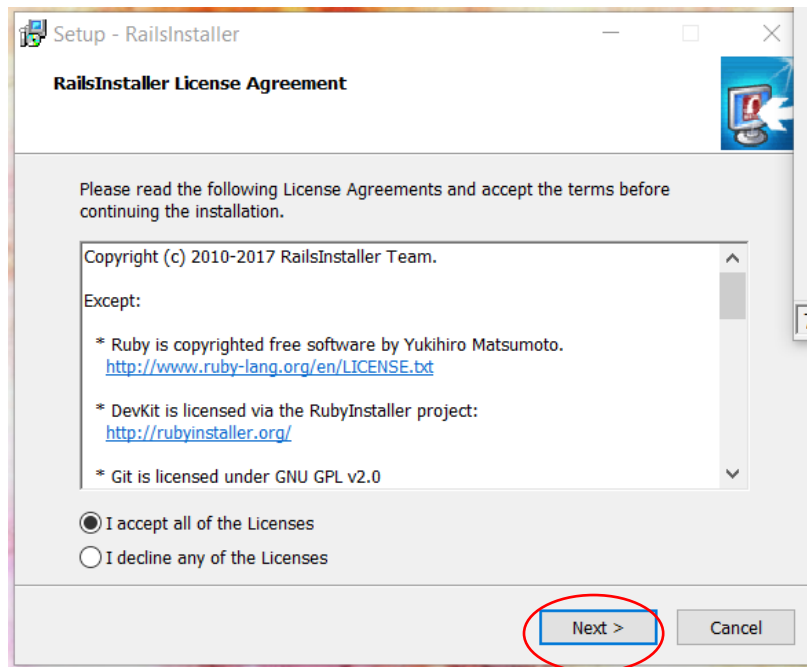 Setup - RailsInstaller
RailsInstaller License Agreement
Please read the following License Agreements and accept the terms before
continuing the installation.
Copyright (c) 2010-2017 RailsInstaller Team.
Except:
* Ruby is copyrighted free software by Yukihiro Matsumoto.
http://www.ruby-lang.org/en/LICENSE.txt
* DevKit is licensed via the RubyInstaller project:
http://rubyinstaller.org/
* Git is licensed under GNU GPL v2.0
I accept all of the Licenses
I decline any of the Licenses
Next >
Cancel